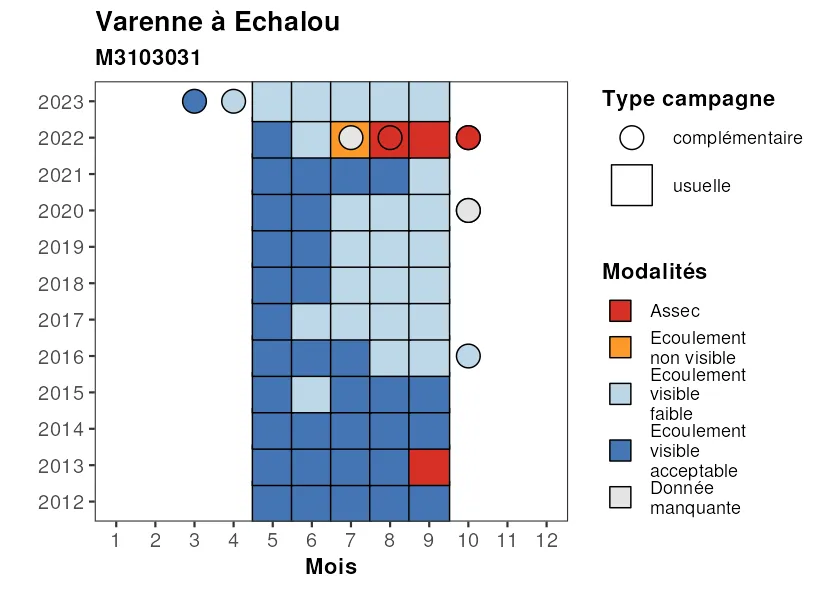 Varenne à Echalou
M3103031
2023
2022
2021
2020
2019
2018
2017
2016
2015
2014
2013
2012
1 2 3 4 5 6 7 8 9 10 11 12
Mois
Type campagne
complémentaire
usuelle
Modalités
Assec
Ecoulement
non visible
Ecoulement
visible
faible
Ecoulement
visible
acceptable
Donnée
manquante